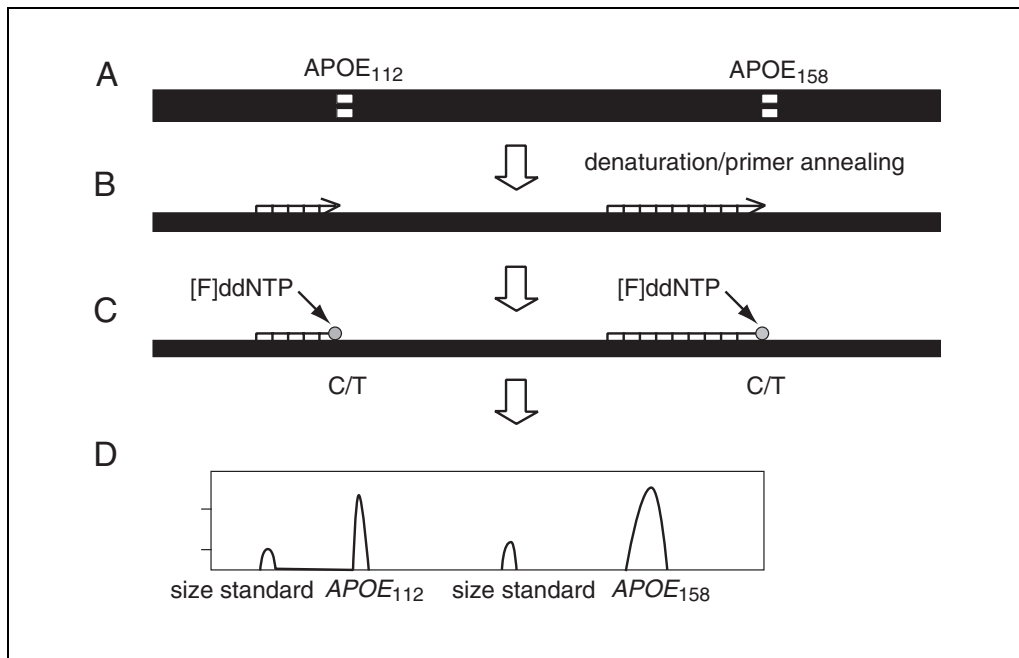 A
APOE112
APOE158
denaturation/primer annealing
B
[F]ddNTP
[F]ddNTP
C
C/T
C/T
D
size standard APOE112 size standard APOE158